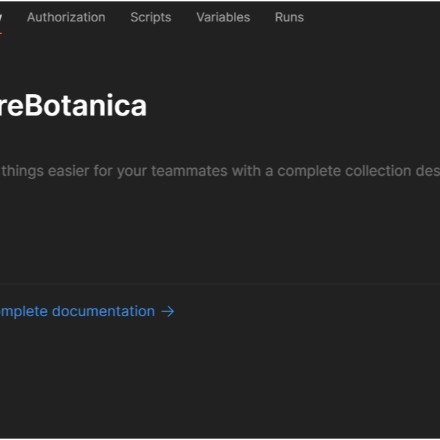 Authorization Scripts Variables Runs
reBotanica
things easier for your teammates with a complete collection des
mplete documentation →